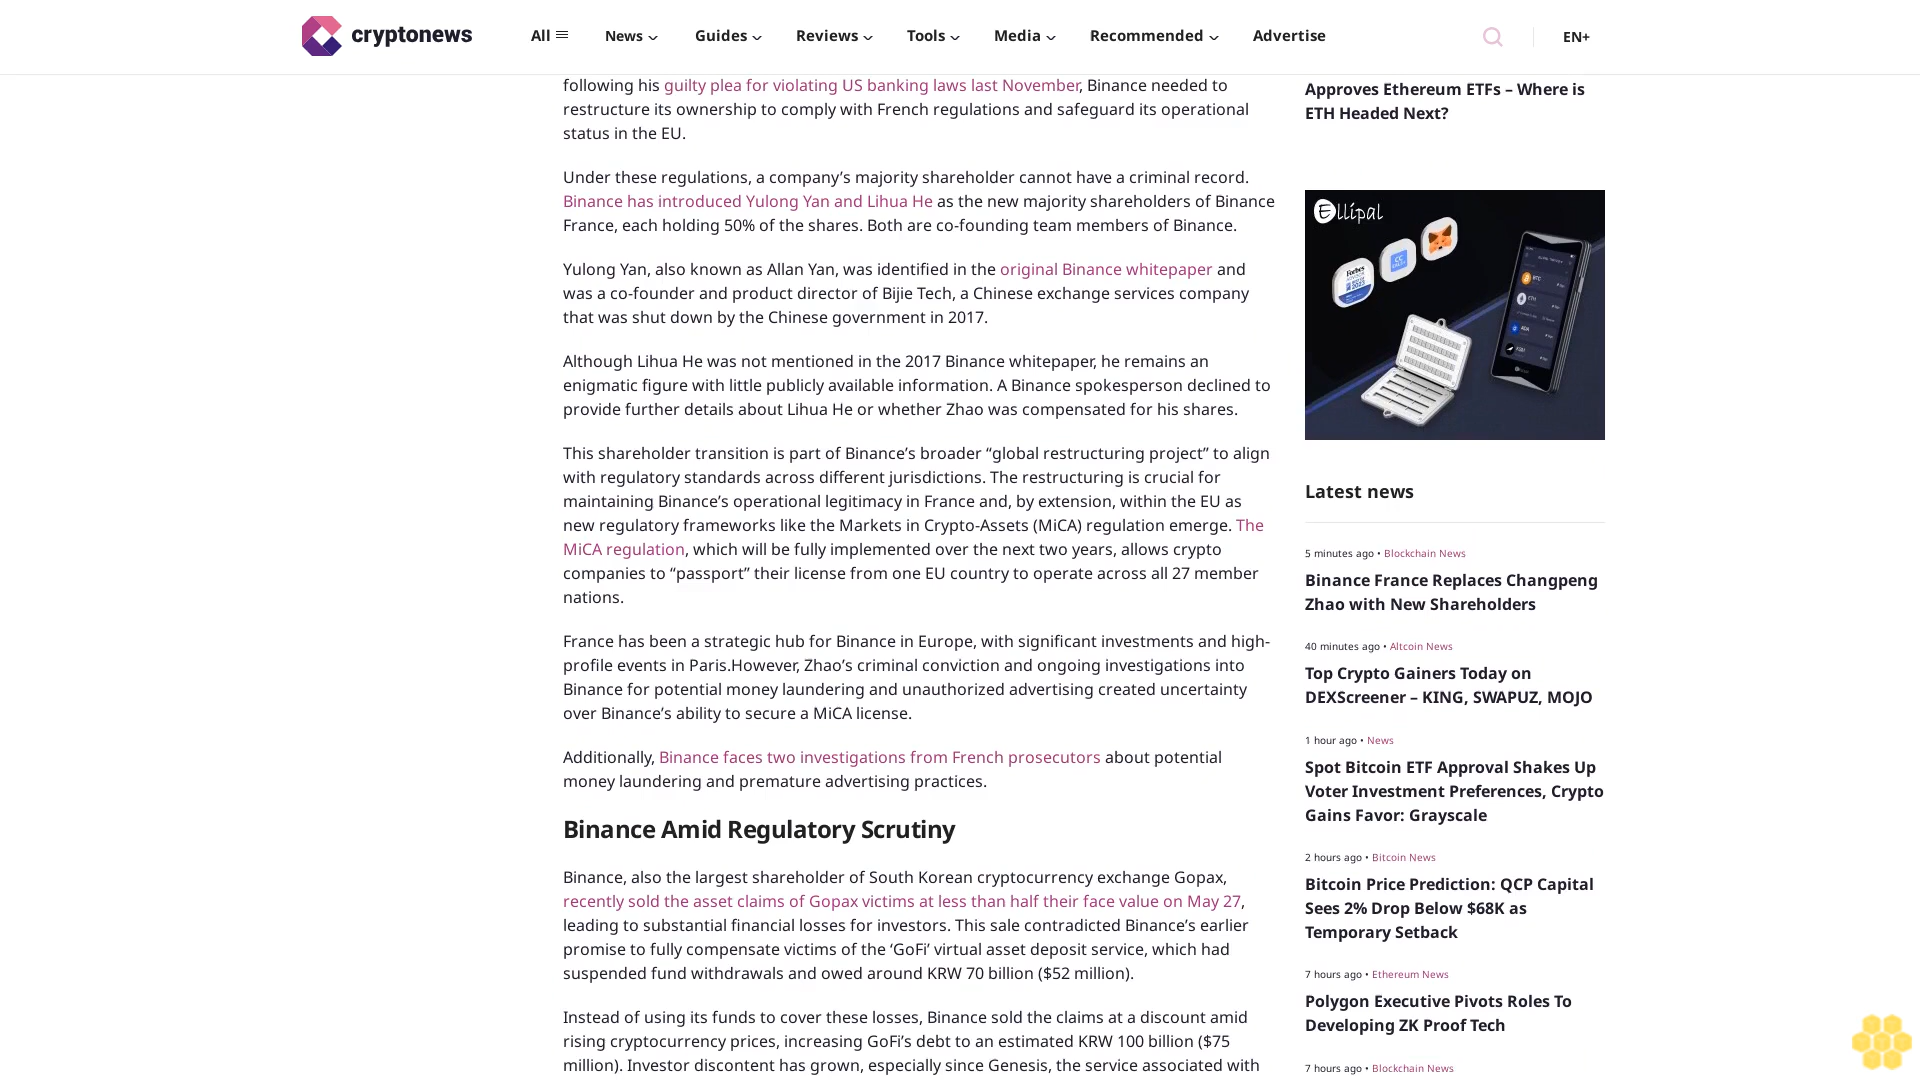 cryptonews
All
News
Guides
Reviews
Tools
Media
Recommended
Advertise
EN+
following his guilty plea for violating US banking laws last November, Binance needed to
restructure its ownership to comply with French regulations and safeguard its operational
status in the EU.
Under these regulations, a company’s majority shareholder cannot have a criminal record.
Binance has introduced Yulong Yan and Lihua He as the new majority shareholders of Binance
France, each holding 50% of the shares. Both are co-founding team members of Binance.
Yulong Yan, also known as Allan Yan, was identified in the original Binance whitepaper and
was a co-founder and product director of Bijie Tech, a Chinese exchange services company
that was shut down by the Chinese government in 2017.
Although Lihua He was not mentioned in the 2017 Binance whitepaper, he remains an
enigmatic figure with little publicly available information. A Binance spokesperson declined to
provide further details about Lihua He or whether Zhao was compensated for his shares.
This shareholder transition is part of Binance’s broader “global restructuring project” to align
with regulatory standards across different jurisdictions. The restructuring is crucial for
maintaining Binance’s operational legitimacy in France and, by extension, within the EU as
new regulatory frameworks like the Markets in Crypto-Assets (MiCA) regulation emerge. The
MiCA regulation, which will be fully implemented over the next two years, allows crypto
companies to “passport” their license from one EU country to operate across all 27 member
nations.
France has been a strategic hub for Binance in Europe, with significant investments and high-
profile events in Paris.However, Zhao’s criminal conviction and ongoing investigations into
Binance for potential money laundering and unauthorized advertising created uncertainty
over Binance’s ability to secure a MiCA license.
Additionally, Binance faces two investigations from French prosecutors about potential
money laundering and premature advertising practices.
Binance Amid Regulatory Scrutiny
Binance, also the largest shareholder of South Korean cryptocurrency exchange Gopax,
recently sold the asset claims of Gopax victims at less than half their face value on May 27,
leading to substantial financial losses for investors. This sale contradicted Binance’s earlier
promise to fully compensate victims of the ‘GoFi’ virtual asset deposit service, which had
suspended fund withdrawals and owed around KRW 70 billion ($52 million).
Instead of using its funds to cover these losses, Binance sold the claims at a discount amid
rising cryptocurrency prices, increasing GoFi’s debt to an estimated KRW 100 billion ($75
million). Investor discontent has grown, especially since Genesis, the service associated with
Approves Ethereum ETFs – Where is
ETH Headed Next?
Ellipal
Forbes
BTC
ETH
ADA
Latest news
5 minutes ago • Blockchain News
Binance France Replaces Changpeng
Zhao with New Shareholders
40 minutes ago • Altcoin News
Top Crypto Gainers Today on
DEXScreener – KING, SWAPUZ, MOJO
1 hour ago • News
Spot Bitcoin ETF Approval Shakes Up
Voter Investment Preferences, Crypto
Gains Favor: Grayscale
2 hours ago • Bitcoin News
Bitcoin Price Prediction: QCP Capital
Sees 2% Drop Below $68K as
Temporary Setback
7 hours ago • Ethereum News
Polygon Executive Pivots Roles To
Developing ZK Proof Tech
7 hours ago • Blockchain News